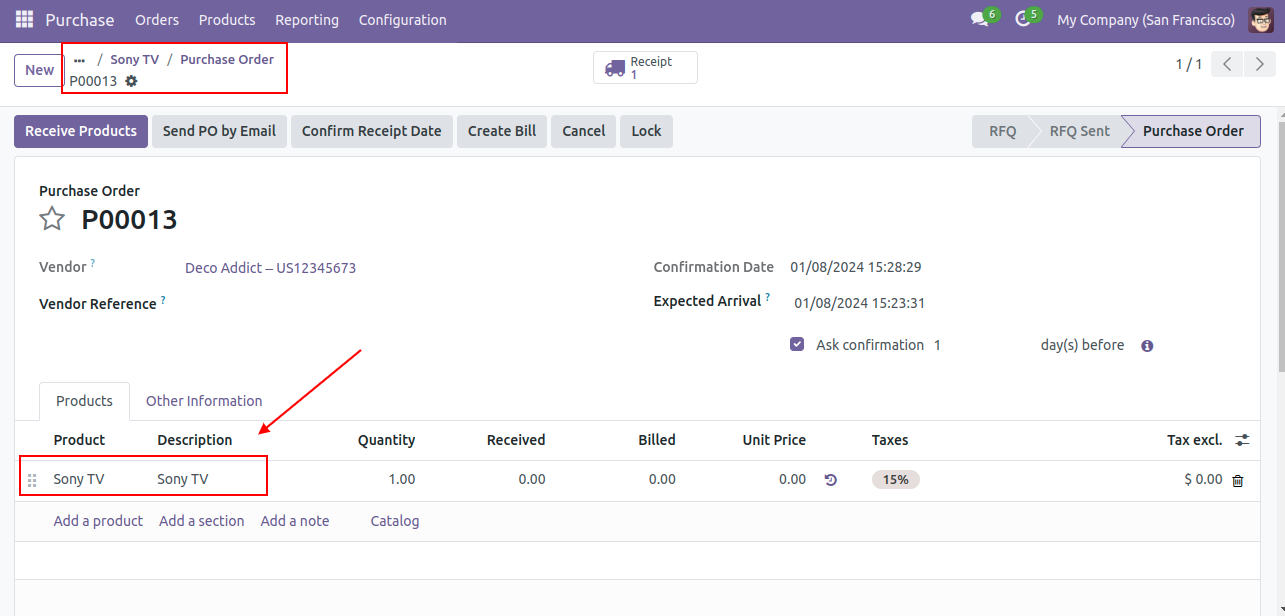 Purchase Orders Products Reporting Configuration 6 5 My Company (San Francisco)
New ... / Sony TV / Purchase Order
P00013
Receipt
1
1 / 1
Receive Products Send PO by Email Confirm Receipt Date Create Bill Cancel Lock RFQ RFQ Sent Purchase Order
Purchase Order
P00013
Vendor ? Deco Addict – US12345673 Confirmation Date 01/08/2024 15:28:29
Vendor Reference ? Expected Arrival ? 01/08/2024 15:23:31
Ask confirmation 1 day(s) before
Products Other Information
Product Description Quantity Received Billed Unit Price Taxes Tax excl.
Sony TV Sony TV 1.00 0.00 0.00 0.00 15% $ 0.00
Add a product Add a section Add a note Catalog